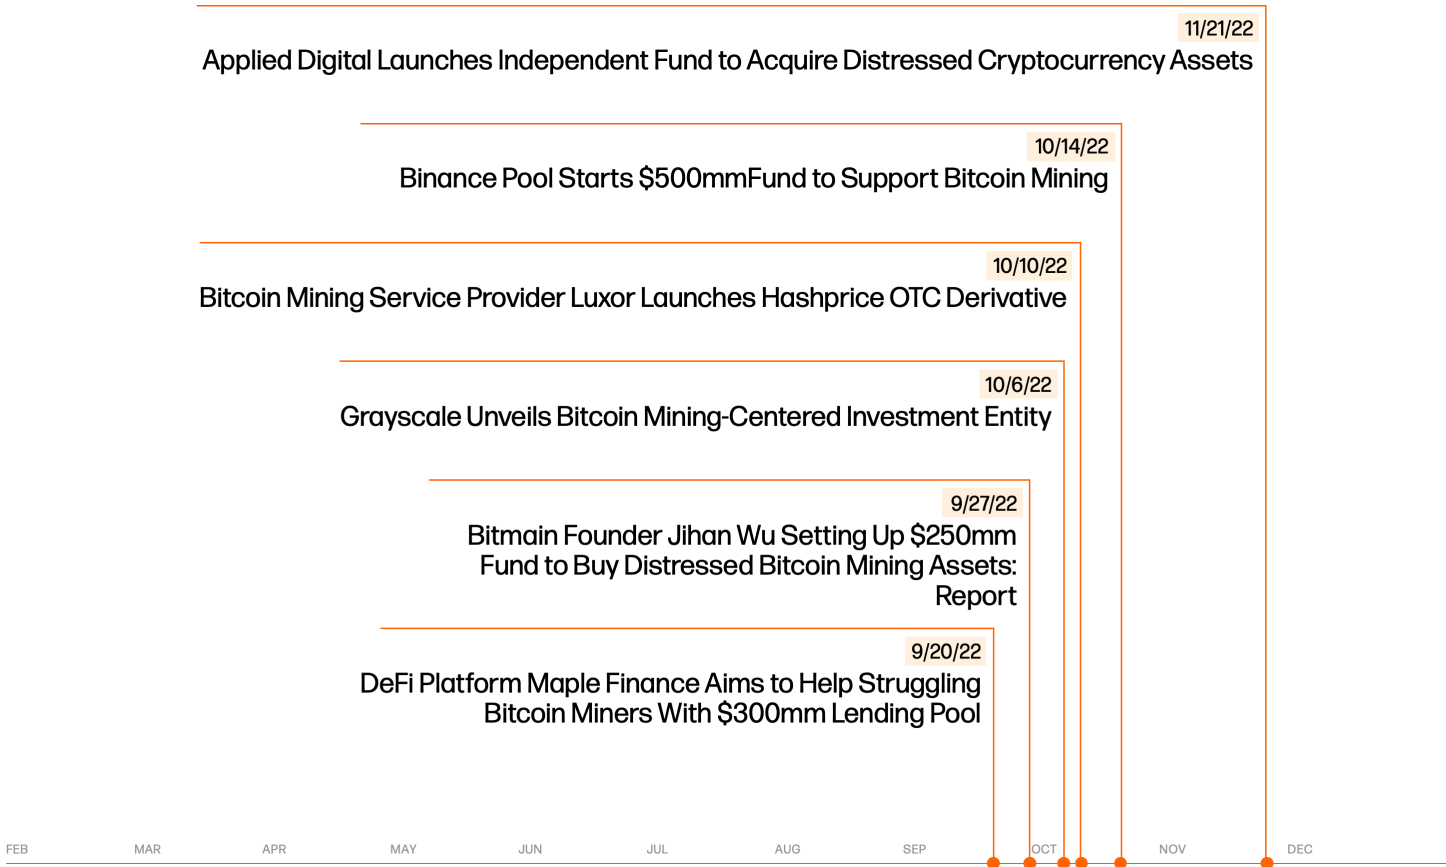 11/21/22
Applied Digital Launches Independent Fund to Acquire Distressed Cryptocurrency Assets
10/14/22
Binance Pool Starts $500mmFund to Support Bitcoin Mining
10/10/22
Bitcoin Mining Service Provider Luxor Launches Hashprice OTC Derivative
10/6/22
Grayscale Unveils Bitcoin Mining-Centered Investment Entity
9/27/22
Bitmain Founder Jihan Wu Setting Up $250mm
Fund to Buy Distressed Bitcoin Mining Assets:
Report
9/20/22
DeFi Platform Maple Finance Aims to Help Struggling
Bitcoin Miners With $300mm Lending Pool
FEB MAR APR MAY JUN JUL AUG SEP OCT NOV DEC